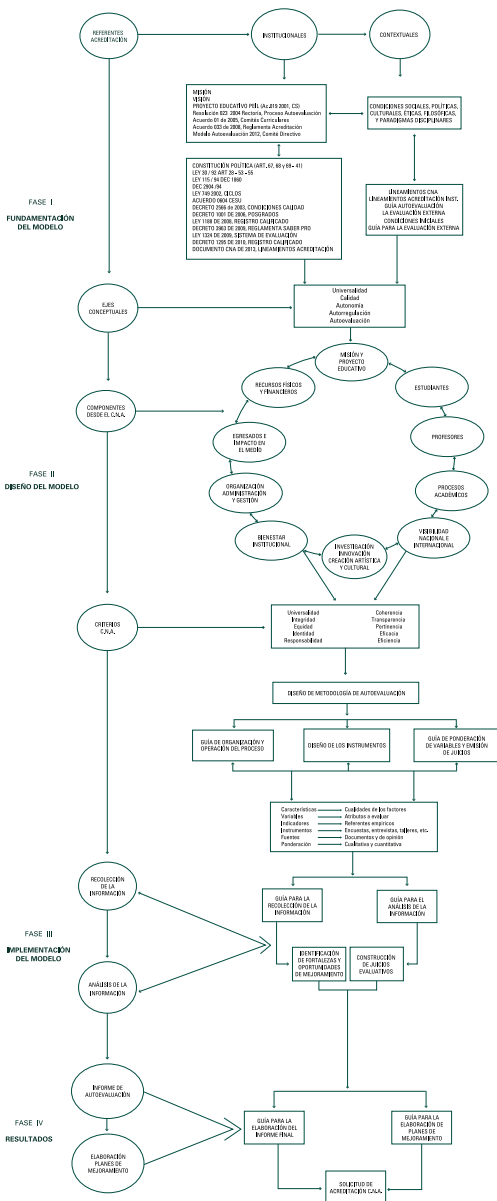 REFERENTES
ACREDITACIÓN
INSTITUCIONALES
CONTEXTUALES
MISIÓN
VISIÓN
PROYECTO EDUCATIVO PEII. (Ac.019 2001, CS)
Resolución 023 2004 Rectoría, Proceso Autoevaluación
Acuerdo 01 de 2005, Comités Curriculares
Acuerdo 003 de 2008, Reglamento Acreditación
Modelo Autoevaluación 2012, Comité Directivo
CONDICIONES SOCIALES, POLÍTICAS,
CULTURALES, ÉTICAS, FILOSÓFICAS,
Y PARADIGMAS DISCIPLINARES
CONSTITUCIÓN POLÍTICA (ART, 67, 68 y 69 – 41)
LEY 30 / 92 ART 28 – 53 – 55
LEY 115 / 94 DEC 1860
DEC 2904/94
LEY 749 2002, CICLOS
ACUERDO 0604 CESU
DECRETO 2566 de 2003, CONDICIONES CALIDAD
DECRETO 1001 de 2006, POSGRADOS
LEY 1188 de 2008, REGISTRO CALIFICADO
DECRETO 3963 de 2009, REGLAMENTA SABER PRO
LEY 1324 de 2009, SISTEMA DE EVALUACIÓN
DECRETO 1295 de 2010, REGISTRO CALIFICADO
DOCUMENTO CNA DE 2013, LINEAMIENTOS ACREDITACIÓN
LINEAMIENTOS CNA
LINEAMIENTOS ACREDITACIÓN INST.
GUÍA AUTOEVALUACIÓN
LA EVALUACIÓN EXTERNA
CONDICIONES INICIALES
GUÍA PARA LA EVALUACIÓN EXTERNA
FASE I
FUNDAMENTACIÓN
DEL MODELO
EJES
CONCEPTUALES
Universalidad
Calidad
Autonomía
Autorregulación
Autoevaluación
MISIÓN Y
PROYECTO
EDUCATIVO
RECURSOS FÍSICOS
Y FINANCIEROS
ESTUDIANTES
COMPONENTES
DESDE EL C.N.A.
EGRESADOS E
IMPACTO EN
EL MEDIO
PROFESORES
FASE II
DISEÑO DEL MODELO
ORGANIZACIÓN
ADMINISTRACIÓN
Y GESTIÓN
PROCESOS
ACADÉMICOS
BIENESTAR
INSTITUCIONAL
INVESTIGACIÓN
INNOVACIÓN
CREACIÓN ARTÍSTICA
Y CULTURAL
VISIBILIDAD
NACIONAL E
INTERNACIONAL
CRITERIOS
C.N.A.
Universalidad Coherencia
Integridad Transparencia
Equidad Pertinencia
Identidad Eficacia
Responsabilidad Eficiencia
DISEÑO DE METODOLOGÍA DE AUTOEVALUACIÓN
GUÍA DE ORGANIZACIÓN Y
OPERACIÓN DEL PROCESO
DISEÑO DE LOS INSTRUMENTOS
GUÍA DE PONDERACIÓN
DE VARIABLES Y EMISIÓN
DE JUICIOS
Características Cualidades de los factores
Variables Atributos a evaluar
Indicadores Referentes empíricos
Instrumentos Encuestas, entrevistas, talleres, etc.
Fuentes Documentos y de opinión
Ponderación Cualitativa y cuantitativa
RECOLECCIÓN
DE LA
INFORMACIÓN
GUÍA PARA LA
RECOLECCIÓN DE LA
INFORMACIÓN
GUÍA PARA EL
ANÁLISIS DE LA
INFORMACIÓN
FASE III
IMPLEMENTACIÓN
DEL MODELO
IDENTIFICACIÓN
DE FORTALEZAS Y
OPORTUNIDADES
DE MEJORAMIENTO
CONSTRUCCIÓN
DE JUICIOS
EVALUATIVOS
ANÁLISIS DE LA
INFORMACIÓN
INFORME DE
AUTOEVALUACIÓN
FASE IV
RESULTADOS
GUÍA PARA LA
ELABORACIÓN DEL
INFORME FINAL
GUÍA PARA LA
ELABORACIÓN
DE PLANES DE
MEJORAMIENTO
ELABORACIÓN
PLANES DE
MEJORAMIENTO
SOLICITUD DE
ACREDITACIÓN C.N.A.